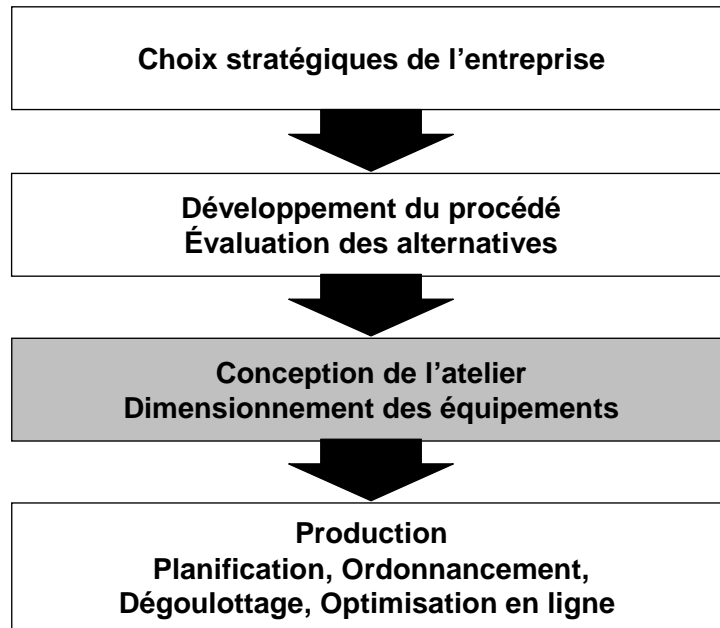 Choix stratégiques de l’entreprise
Développement du procédé
Évaluation des alternatives
Conception de l’atelier
Dimensionnement des équipements
Production
Planification, Ordonnancement,
Dégoulottage, Optimisation en ligne